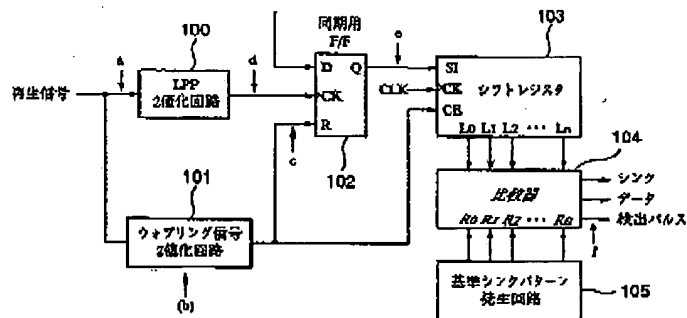 100
LPP
2値化回路
再生信号
a
d
同期用
F/F
D Q
CK
R
102
c
e
103
SI
CLK
CK
CE
シフトレジスタ
L0 L1 L2 … Ln
104
比較器
R0 R1 R2 … Rn
シンク
データ
検出パルス
f
101
ウォブリング信号
2値化回路
(b)
基準シンクパターン
発生回路
105